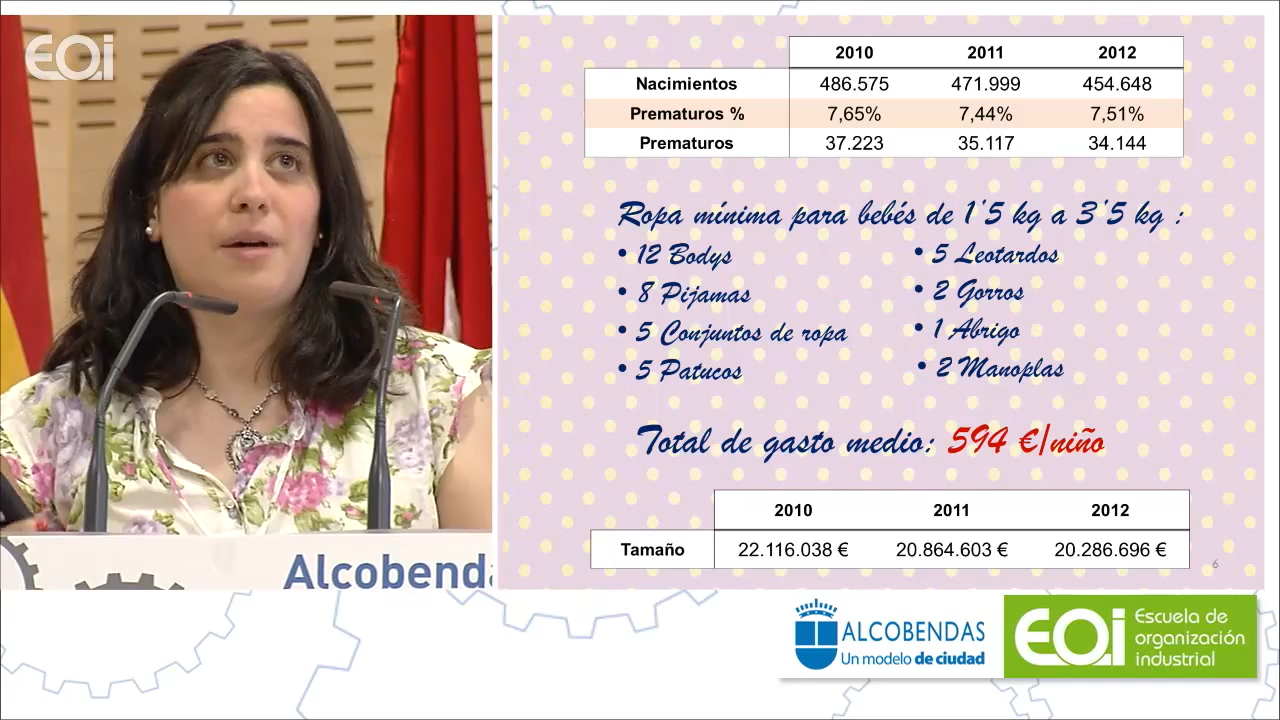 EOi
2010 2011 2012
Nacimientos 486.575 471.999 454.648
Prematuros % 7,65% 7,44% 7,51%
Prematuros 37.223 35.117 34.144
Ropa mínima para bebés de 1'5 kg a 3'5 kg :
• 12 Bodys
• 8 Pijamas
• 5 Conjuntos de ropa
• 5 Patucos
• 5 Leotardos
• 2 Gorros
• 1 Abrigo
• 2 Manoplas
Total de gasto medio: 594 €/niño
2010 2011 2012
Tamaño 22.116.038 € 20.864.603 € 20.286.696 €
6
Alcobenda
ALCOBENDAS
Un modelo de ciudad
EOi
Escuela de
organización
industrial